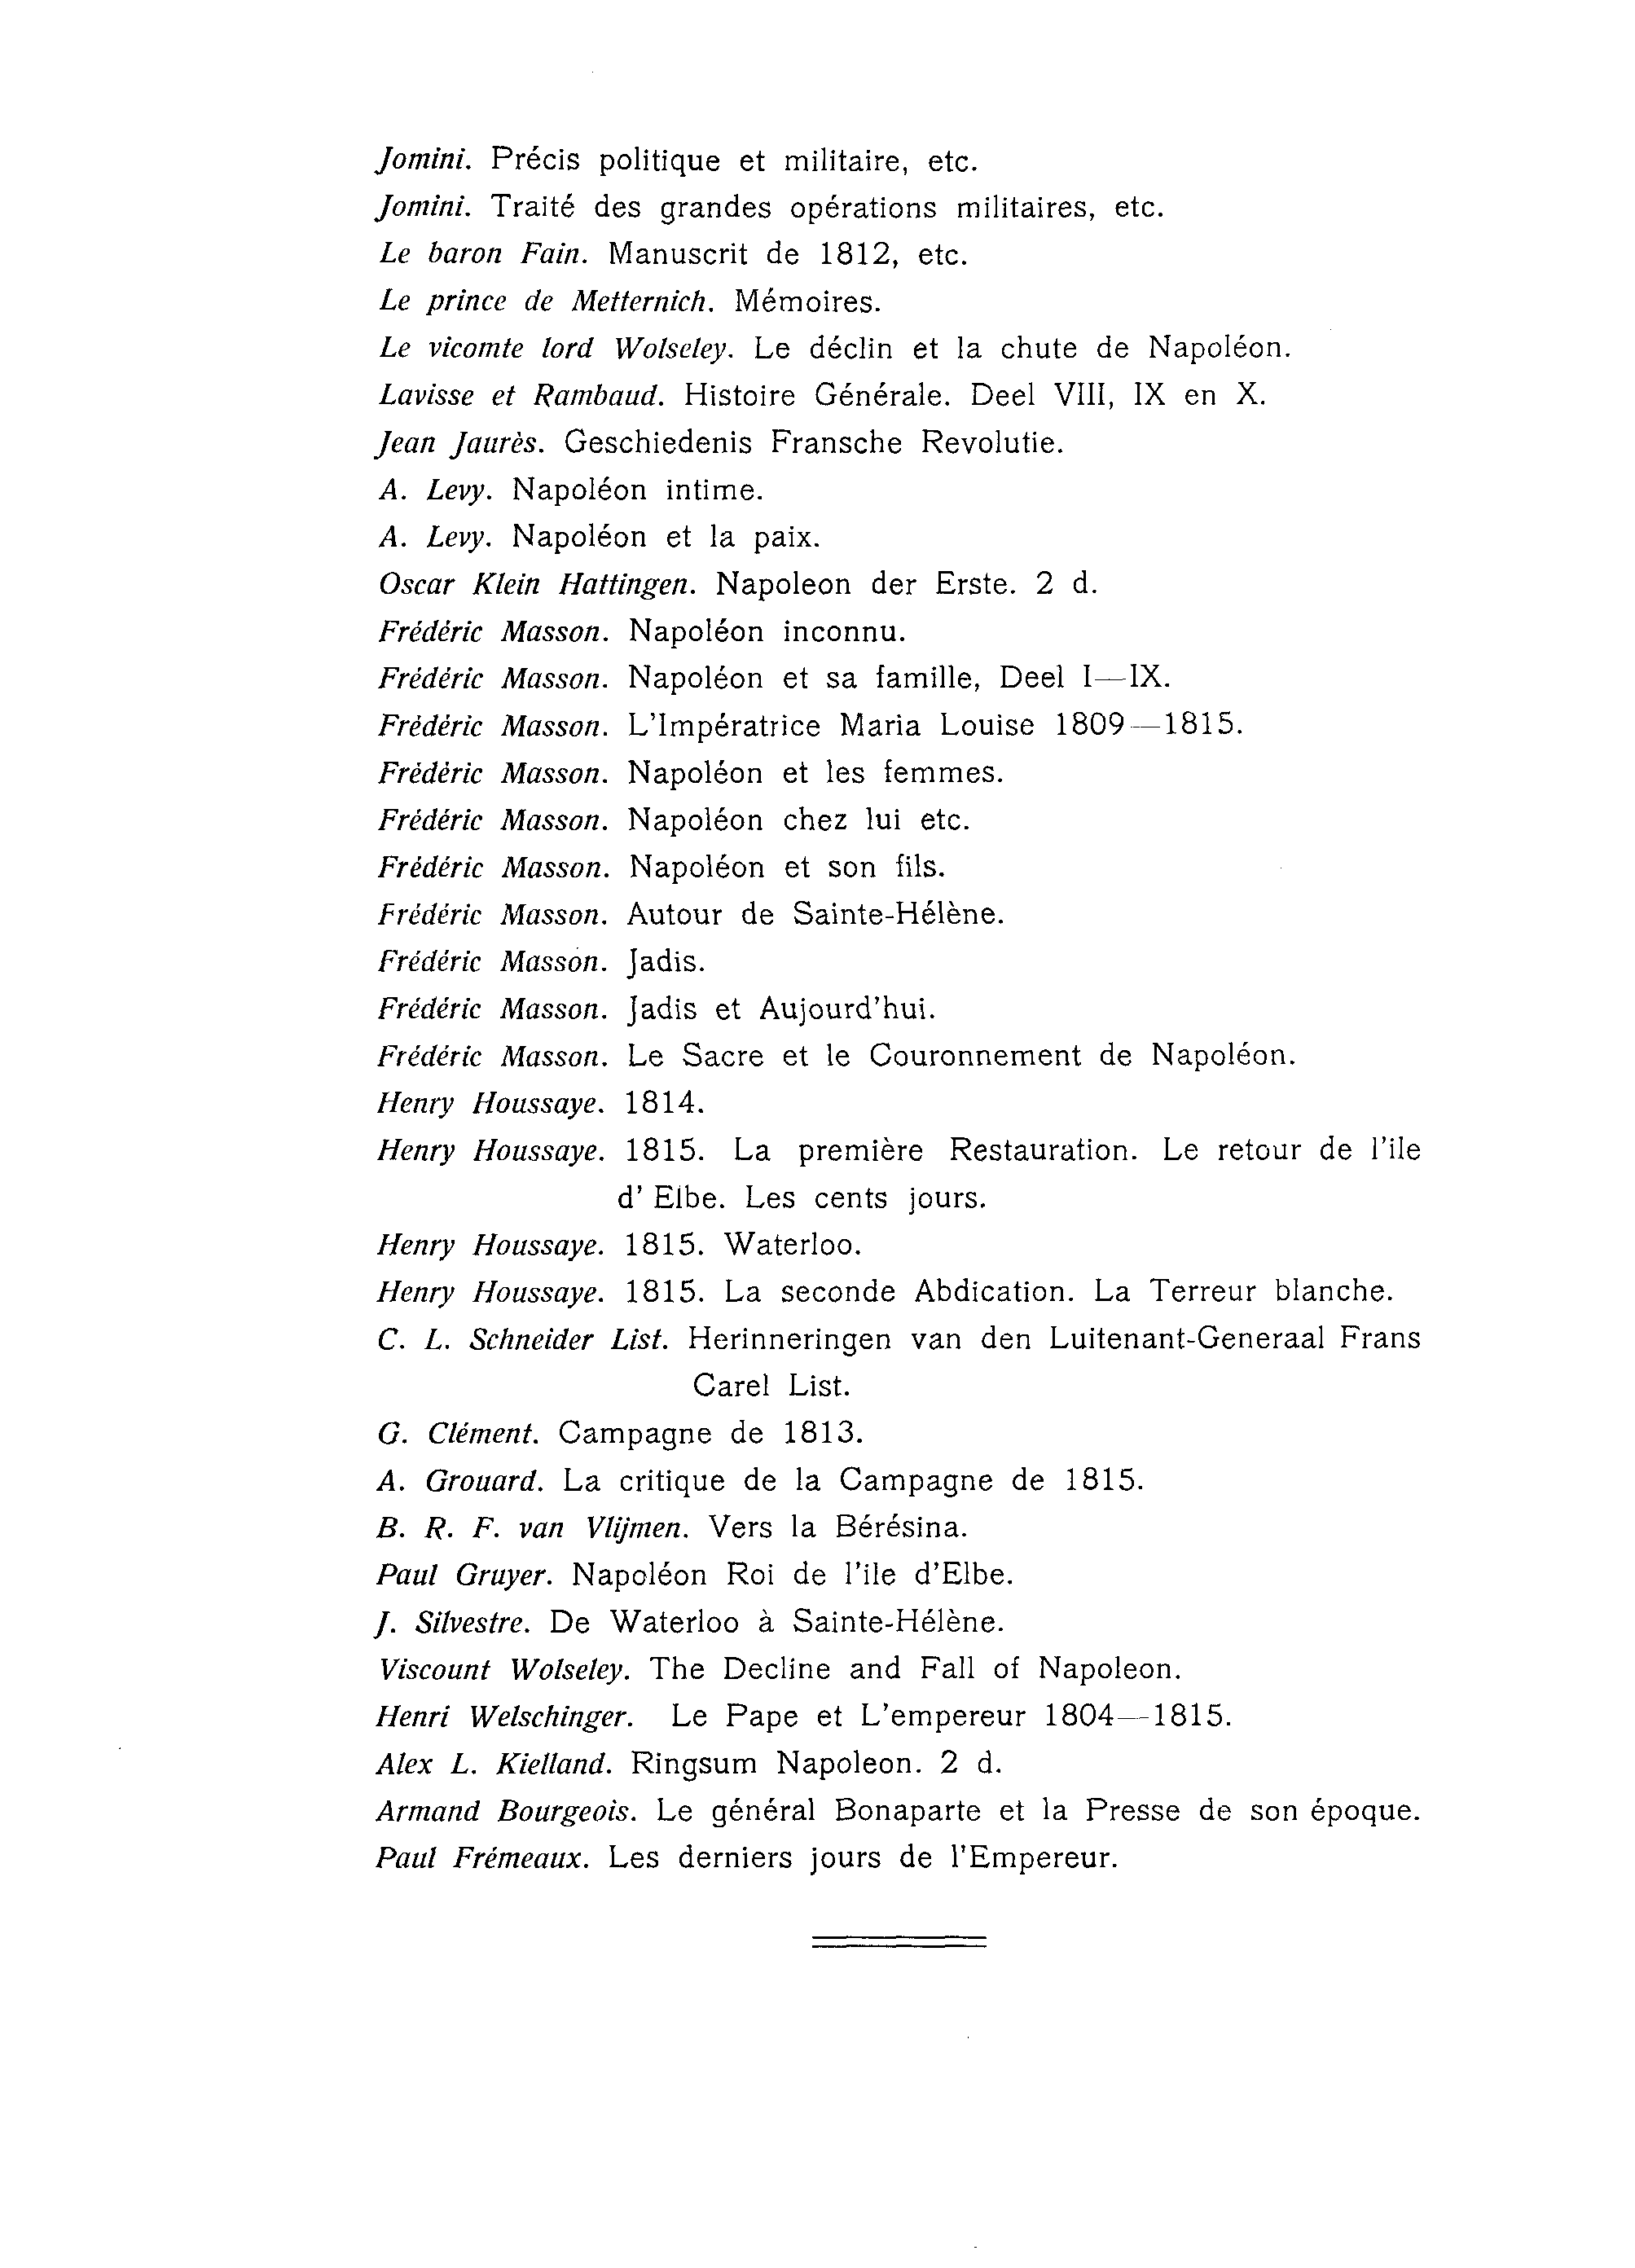 Jomini. Précis politique et militaire, etc.
Jomini. Traité des grandes opérations militaires, etc.
Le baron Fain. Manuscrit de 1812, etc.
Le prince de Metternich. Mémoires.
Le vicomte lord Wolseley. Le déclin et la chute de Napoléon.
Lavisse et Rambaud. Histoire Générale. Deel VIII, IX en X.
Jean Jaurès. Geschiedenis Fransche Revolutie.
A. Levy. Napoléon intime.
A. Levy. Napoléon et la paix.
Oscar Klein Hattingen. Napoleon der Erste. 2 d.
Frédéric Masson. Napoléon inconnu.
Frédéric Masson. Napoléon et sa famille, Deel I—IX.
Frédéric Masson. L'Impératrice Maria Louise 1809—1815.
Frédéric Masson. Napoléon et les femmes.
Frédéric Masson. Napoléon chez lui etc.
Frédéric Masson. Napoléon et son fils.
Frédéric Masson. Autour de Sainte-Hélène.
Frédéric Masson. Jadis.
Frédéric Masson. Jadis et Aujourd'hui.
Frédéric Masson. Le Sacre et le Couronnement de Napoléon.
Henry Houssaye. 1814.
Henry Houssaye. 1815. La première Restauration. Le retour de l'ile
d' Elbe. Les cents jours.
Henry Houssaye. 1815. Waterloo.
Henry Houssaye. 1815. La seconde Abdication. La Terreur blanche.
C. L. Schneider List. Herinneringen van den Luitenant-Generaal Frans
Carel List.
G. Clément. Campagne de 1813.
A. Grouard. La critique de la Campagne de 1815.
B. R. F. van Vlijmen. Vers la Bérésina.
Paul Gruyer. Napoléon Roi de l'ile d'Elbe.
J. Silvestre. De Waterloo à Sainte-Hélène.
Viscount Wolseley. The Decline and Fall of Napoleon.
Henri Welschinger. Le Pape et L'empereur 1804—1815.
Alex L. Kielland. Ringsum Napoleon. 2 d.
Armand Bourgeois. Le général Bonaparte et la Presse de son époque.
Paul Frémeaux. Les derniers jours de l'Empereur.